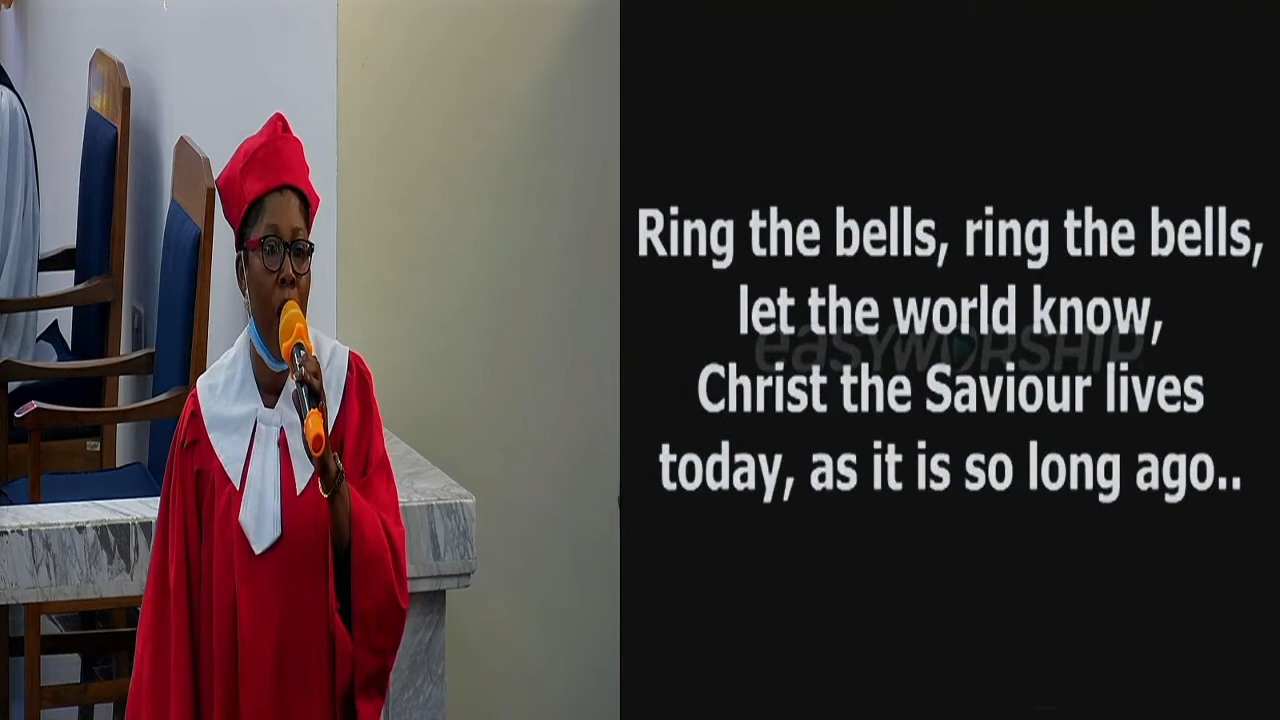 Ring the bells, ring the bells,
let the world know,
easyworship
Christ the Saviour lives
today, as it is so long ago..